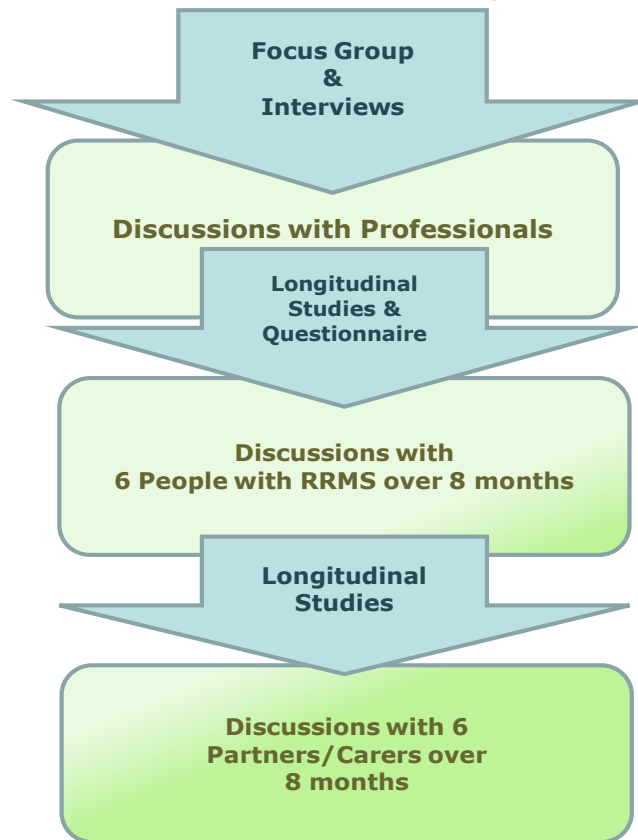 Focus Group
&
Interviews
Discussions with Professionals
Longitudinal
Studies &
Questionnaire
Discussions with
6 People with RRMS over 8 months
Longitudinal
Studies
Discussions with 6
Partners/Carers over
8 months